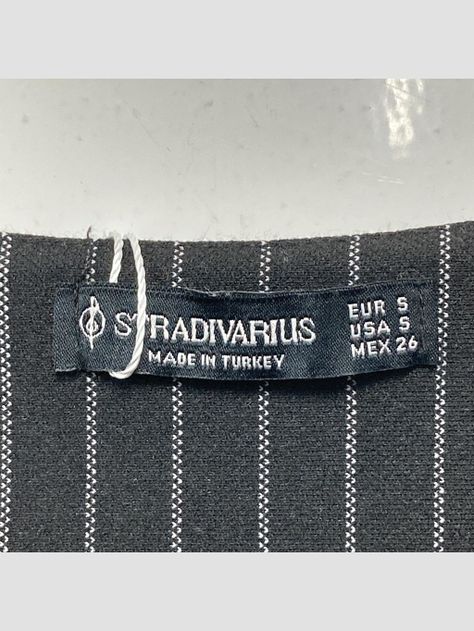 STRADIVARIUS
MADE IN TURKEY
EUR S
USA S
MEX 26